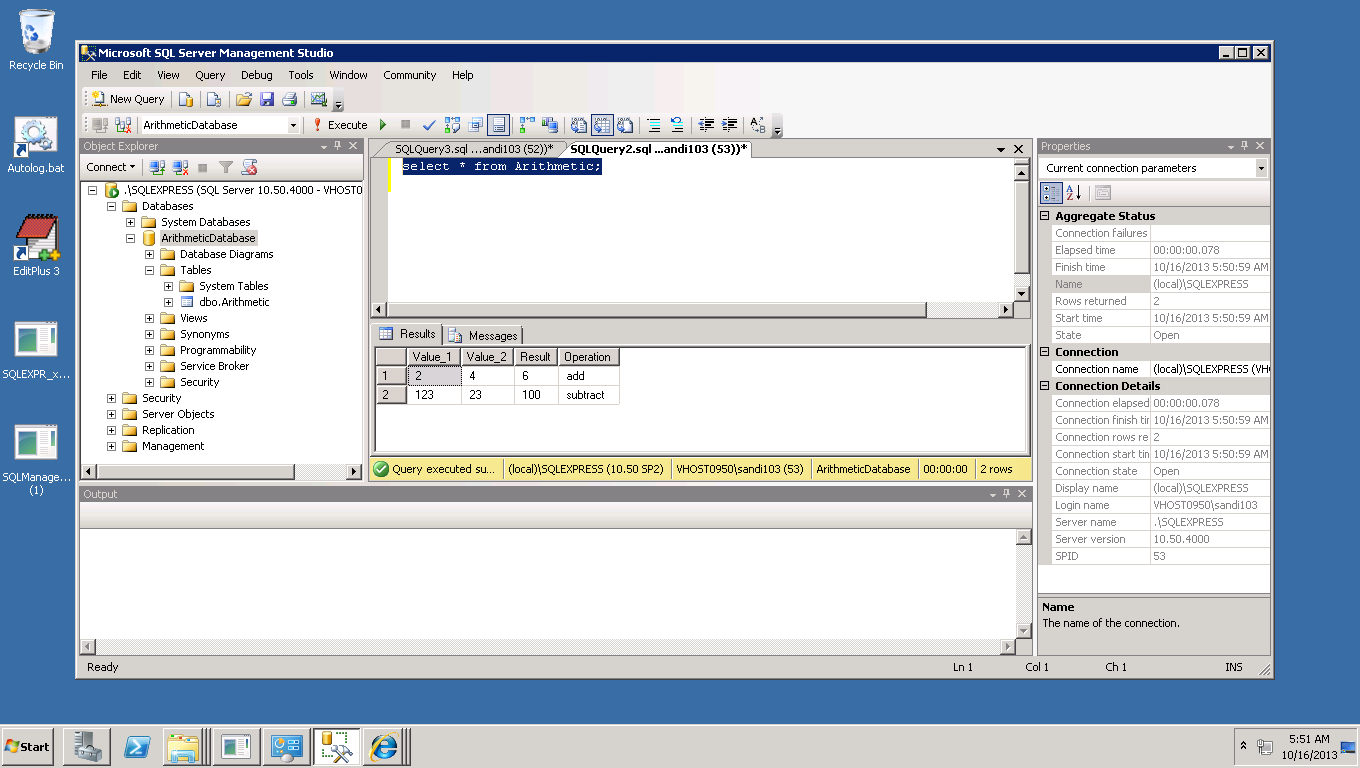 Recycle Bin
Autolog.bat
EditPlus 3
SQLEXPR_x...
SQLManage...
(1)
Microsoft SQL Server Management Studio
File Edit View Query Debug Tools Window Community Help
New Query
ArithmeticDatabase
Execute
Object Explorer
Connect
.\SQLEXPRESS (SQL Server 10.50.4000 - VHOST0
Databases
System Databases
ArithmeticDatabase
Database Diagrams
Tables
System Tables
dbo.Arithmetic
Views
Synonyms
Programmability
Service Broker
Security
Security
Server Objects
Replication
Management
SQLQuery3.sql ...andi103 (52))*
SQLQuery2.sql ...andi103 (53))*
select * from Arithmetic;
Results
Messages
Value_1 Value_2 Result Operation
1 2 4 6 add
2 123 23 100 subtract
Query executed su... (local)\SQLEXPRESS (10.50 SP2) VHOST0950\sandi103 (53) ArithmeticDatabase 00:00:00 2 rows
Output
Properties
Current connection parameters
Aggregate Status
Connection failures
Elapsed time 00:00:00.078
Finish time 10/16/2013 5:50:59 AM
Name (local)\SQLEXPRESS
Rows returned 2
Start time 10/16/2013 5:50:59 AM
State Open
Connection
Connection name (local)\SQLEXPRESS (VH
Connection Details
Connection elapsed 00:00:00.078
Connection finish tir 10/16/2013 5:50:59 AM
Connection rows re 2
Connection start tim 10/16/2013 5:50:59 AM
Connection state Open
Display name (local)\SQLEXPRESS
Login name VHOST0950\sandi103
Server name .\SQLEXPRESS
Server version 10.50.4000
SPID 53
Name
The name of the connection.
Ready Ln 1 Col 1 Ch 1 INS
Start
5:51 AM
10/16/2013